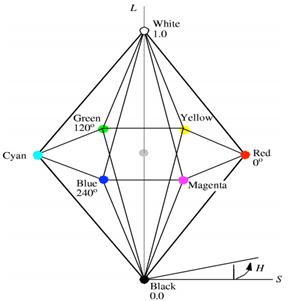 L
White
1.0
Green
120°
Yellow
Cyan
Red
0°
Blue
240°
Magenta
H
S
Black
0.0